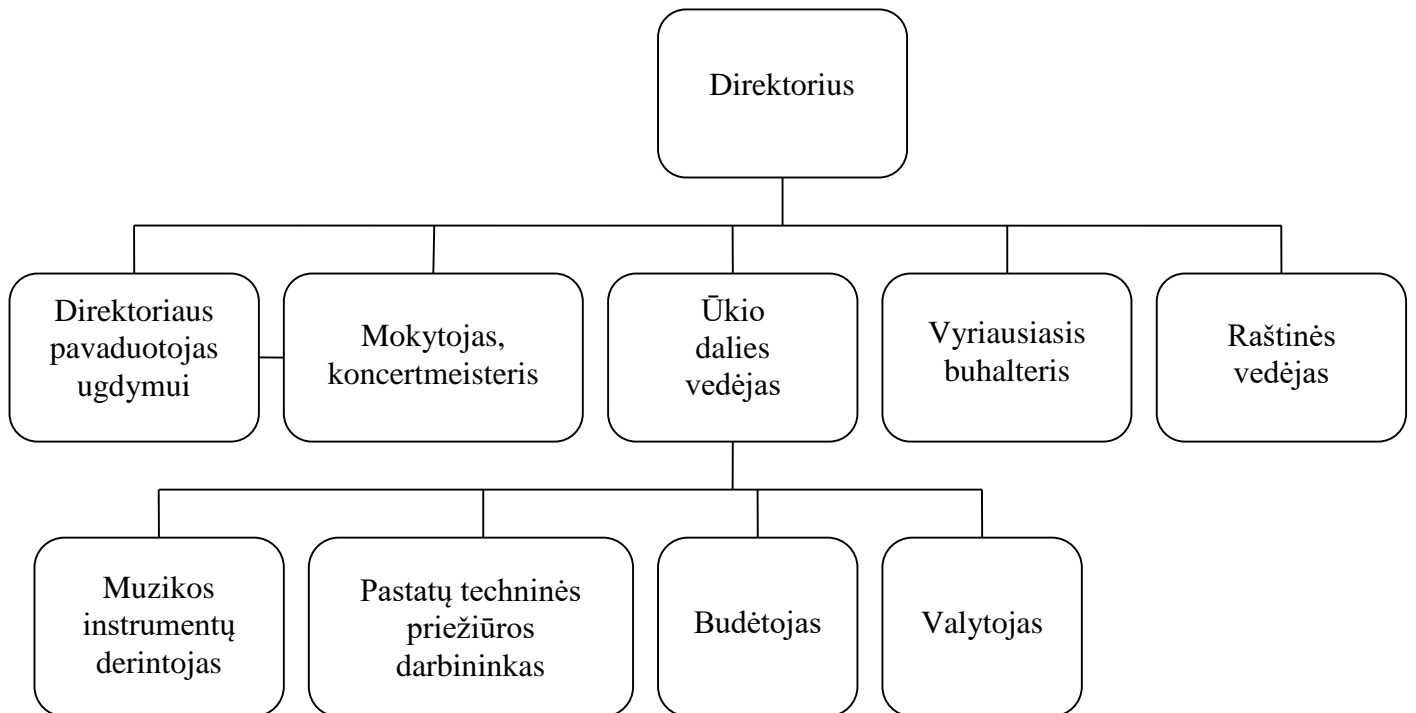 Direktorius
Direktoriaus
pavaduotojas
ugdymui
Mokytojas,
koncertmeisteris
Ūkio
dalies
vedėjas
Vyriausiasis
buhalteris
Raštinės
vedėjas
Muzikos
instrumentų
derintojas
Pastatų techninės
priežiūros
darbininkas
Budėtojas
Valytojas